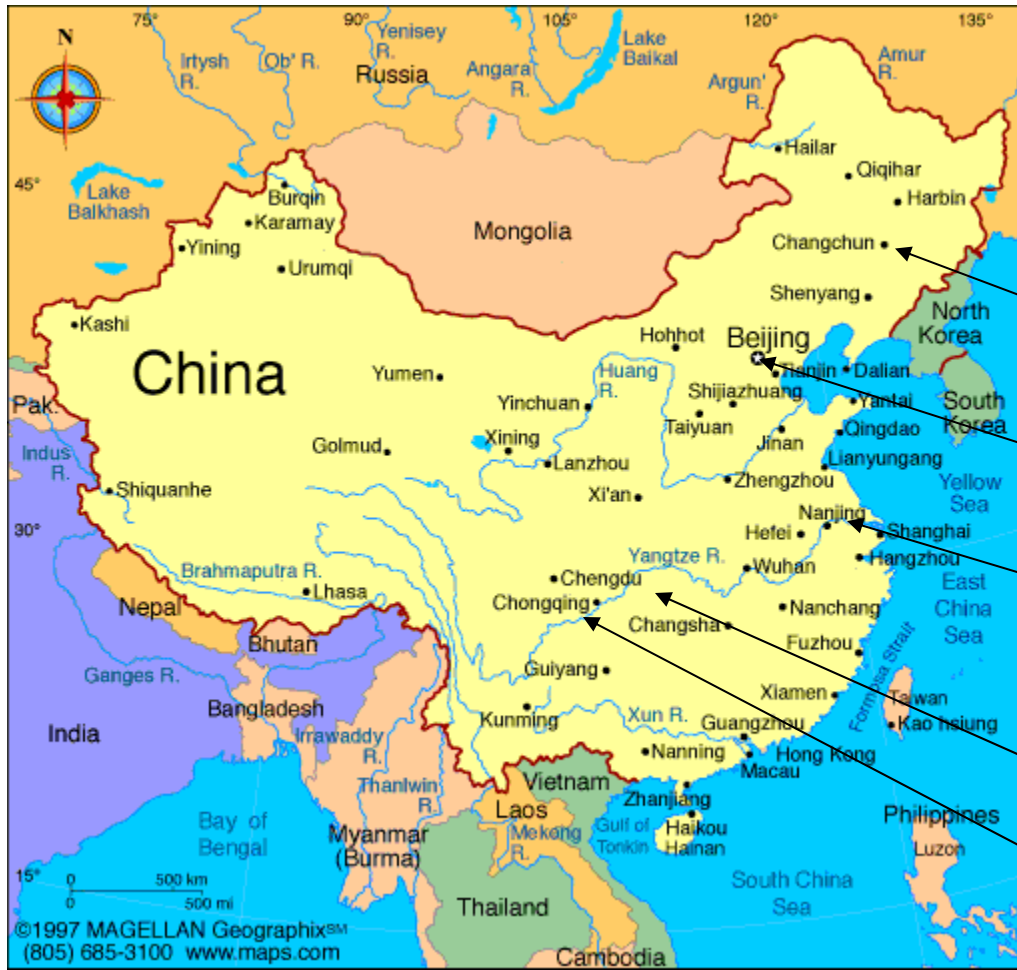 75°
90°
105°
120°
135°
N
Irtysh
R.
Ob' R.
Yenisey
R.
Russia
Angara
R.
Lake
Baikal
Argun'
R.
Amur
R.
Hailar
Qiqihar
Harbin
45°
Lake
Balkhash
Burqin
Karamay
Yining
Urumqi
Mongolia
Changchun
Shenyang
North
Korea
Kashi
China
Hohhot
Beijing
Yumen
Huang
R.
Tianjin
Dalian
Shijiazhuang
Yinchuan
Yantai
South
Korea
Pak.
Taiyuan
Jinan
Qingdao
Golmud
Xining
Lanzhou
Lianyungang
Indus
R.
Shiquanhe
Xi'an
Zhengzhou
Yellow
Sea
30°
Nanjing
Hefei
Shanghai
Yangtze R.
Wuhan
Hangzhou
Brahmaputra R.
Lhasa
Chengdu
East
China
Sea
Nepal
Chongqing
Nanchang
Changsha
Bhutan
Fuzhou
Ganges R.
Guiyang
Formosa Strait
Bangladesh
Xiamen
Taiwan
Kunming
Xun R.
Guangzhou
Kao hsiung
India
Irrawaddy
R.
Nanning
Hong Kong
Macau
Thanlwin
R.
Vietnam
Zhanjiang
Laos
Philippines
Bay of
Bengal
Myanmar
(Burma)
Mekong
R.
Gulf of
Tonkin
Haikou
Hainan
Luzon
15°
0 500 km
0 500 mi
South China
Sea
Thailand
©1997 MAGELLAN Geographix℠
(805) 685-3100 www.maps.com
Cambodia